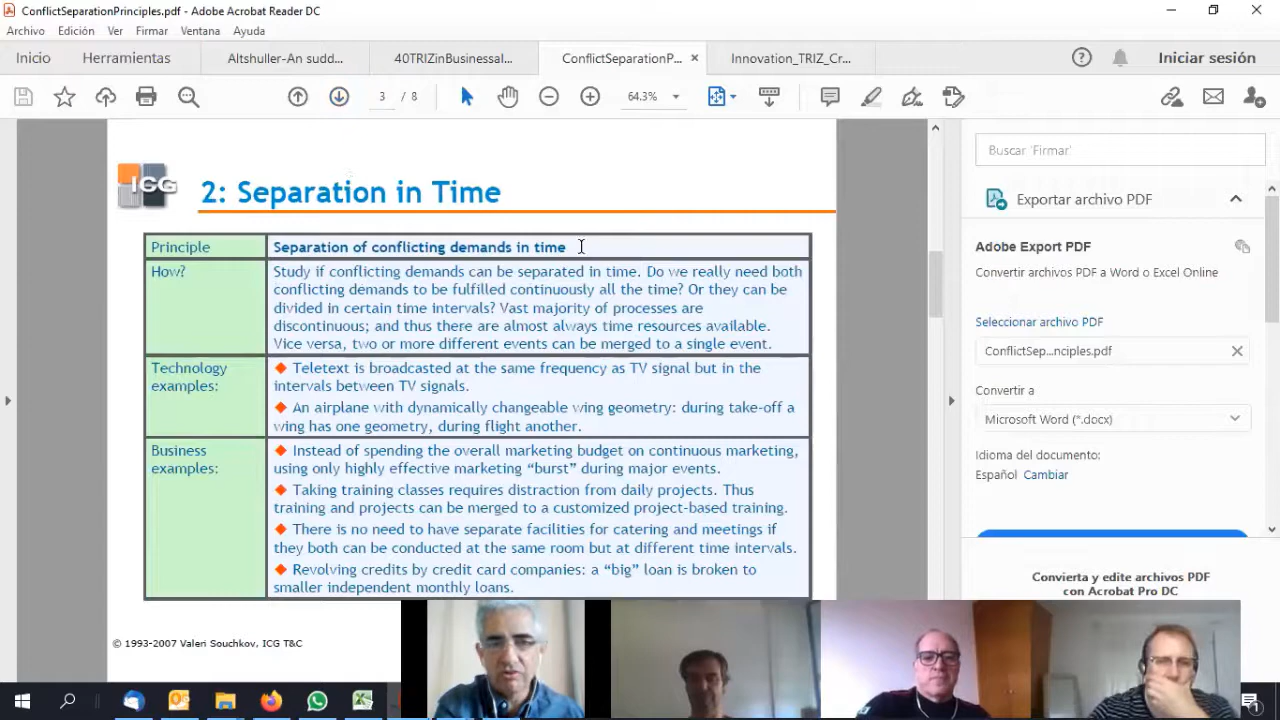 ConflictSeparationPrinciples.pdf - Adobe Acrobat Reader DC
Archivo Edición Ver Firmar Ventana Ayuda
Inicio Herramientas Altshuller-An sudd... 40TRIZinBusinessal... ConflictSeparationP... Innovation_TRIZ_Cr... Iniciar sesión
3 / 8 64.3%
ICG
2: Separation in Time
Principle Separation of conflicting demands in time
How? Study if conflicting demands can be separated in time. Do we really need both
conflicting demands to be fulfilled continuously all the time? Or they can be
divided in certain time intervals? Vast majority of processes are
discontinuous; and thus there are almost always time resources available.
Vice versa, two or more different events can be merged to a single event.
Technology Teletext is broadcasted at the same frequency as TV signal but in the
examples: intervals between TV signals.
An airplane with dynamically changeable wing geometry: during take-off a
wing has one geometry, during flight another.
Business Instead of spending the overall marketing budget on continuous marketing,
examples: using only highly effective marketing “burst” during major events.
Taking training classes requires distraction from daily projects. Thus
training and projects can be merged to a customized project-based training.
There is no need to have separate facilities for catering and meetings if
they both can be conducted at the same room but at different time intervals.
Revolving credits by credit card companies: a “big” loan is broken to
smaller independent monthly loans.
© 1993-2007 Valeri Souchkov, ICG T&C
Buscar 'Firmar'
Exportar archivo PDF
Adobe Export PDF
Convertir archivos PDF a Word o Excel Online
Seleccionar archivo PDF
ConflictSep...nciples.pdf
Convertir a
Microsoft Word (*.docx)
Idioma del documento:
Español Cambiar
Convierta y edite archivos PDF
con Acrobat Pro DC
1